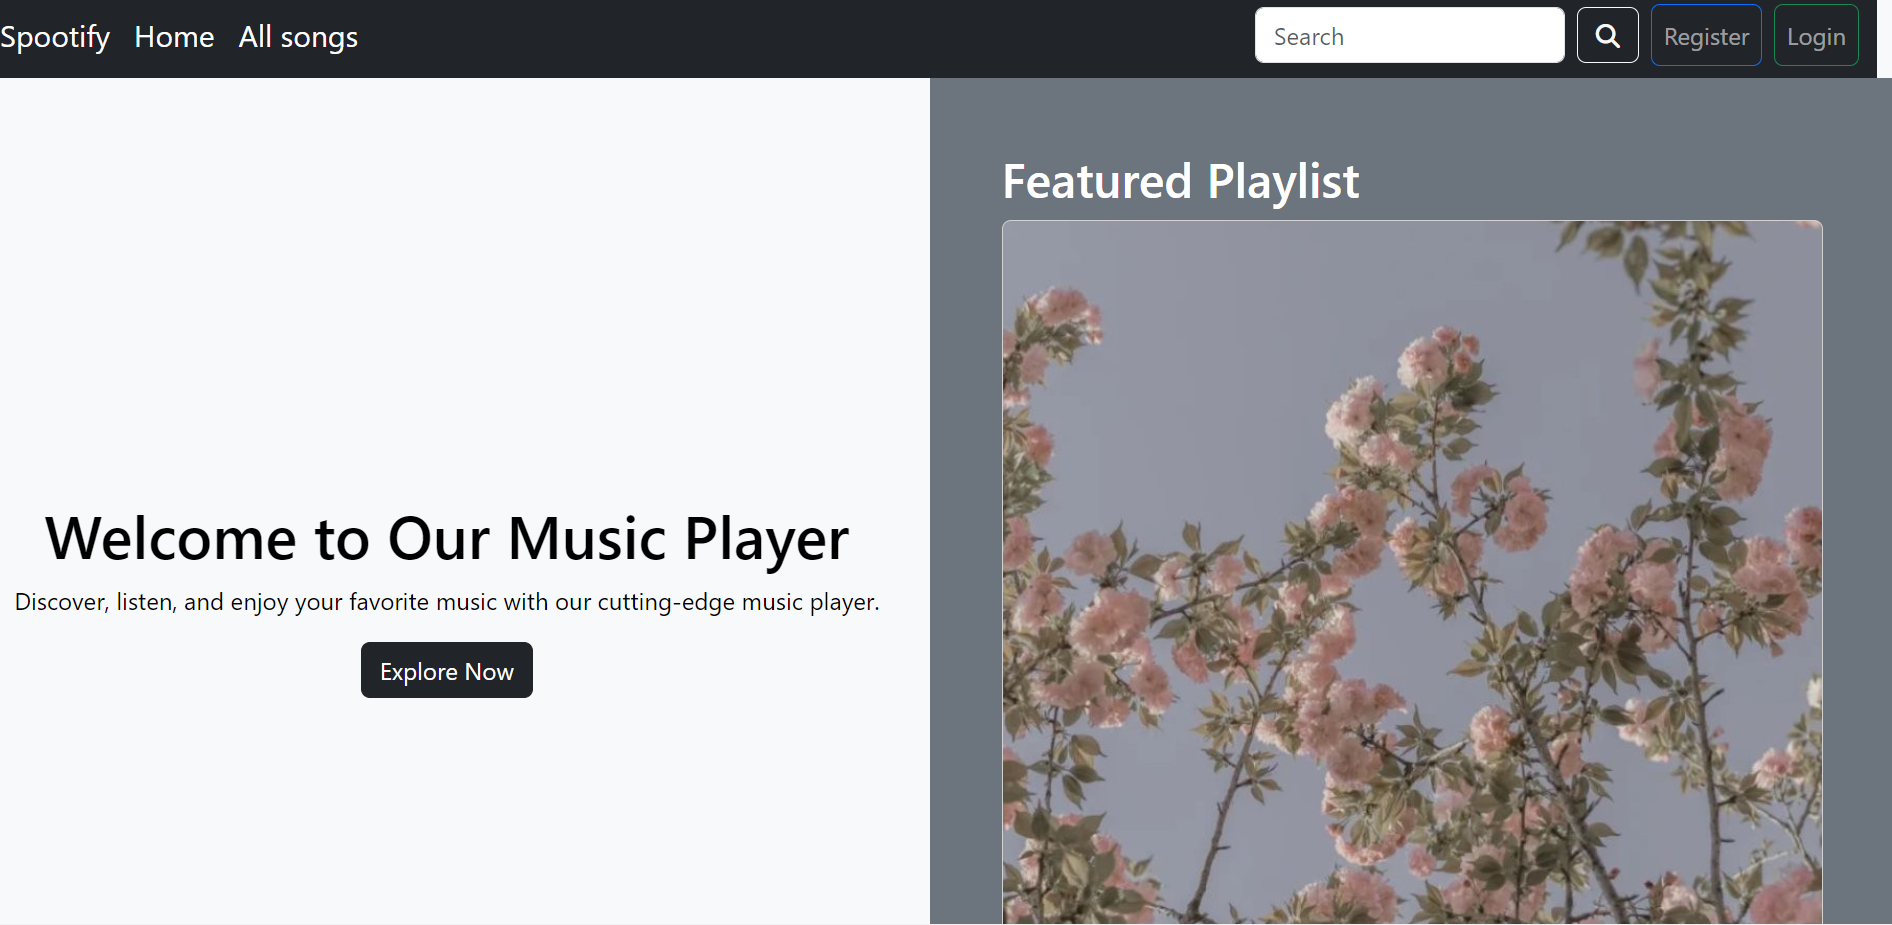 Spootify Home All songs Search Register Login
Featured Playlist
Welcome to Our Music Player
Discover, listen, and enjoy your favorite music with our cutting-edge music player.
Explore Now